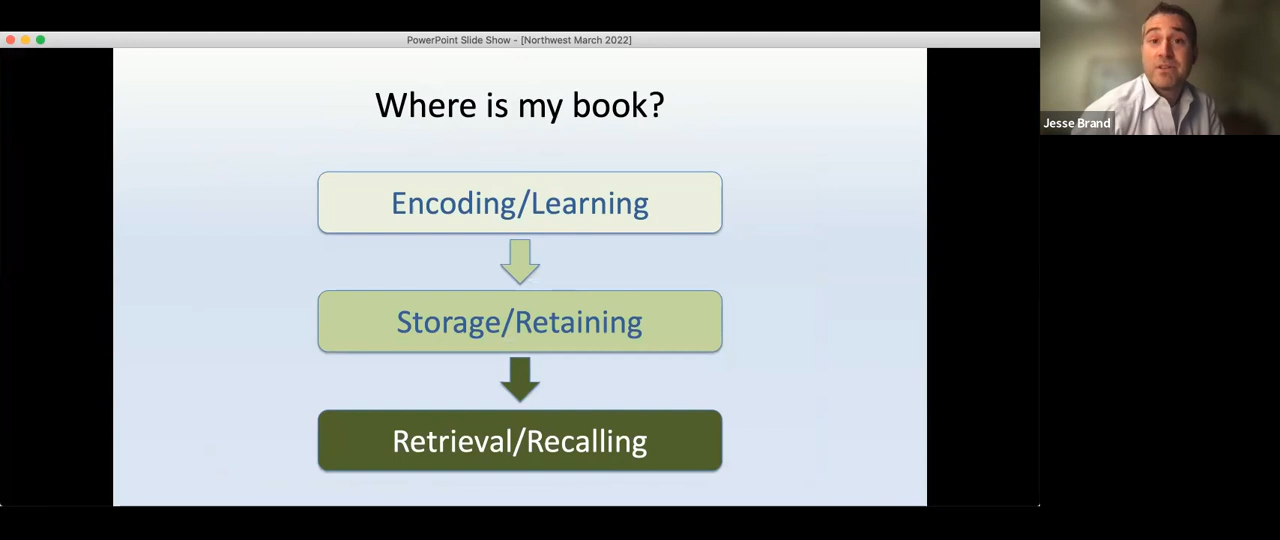 PowerPoint Slide Show - [Northwest March 2022]
Where is my book?
Encoding/Learning
Storage/Retaining
Retrieval/Recalling
Jesse Brand